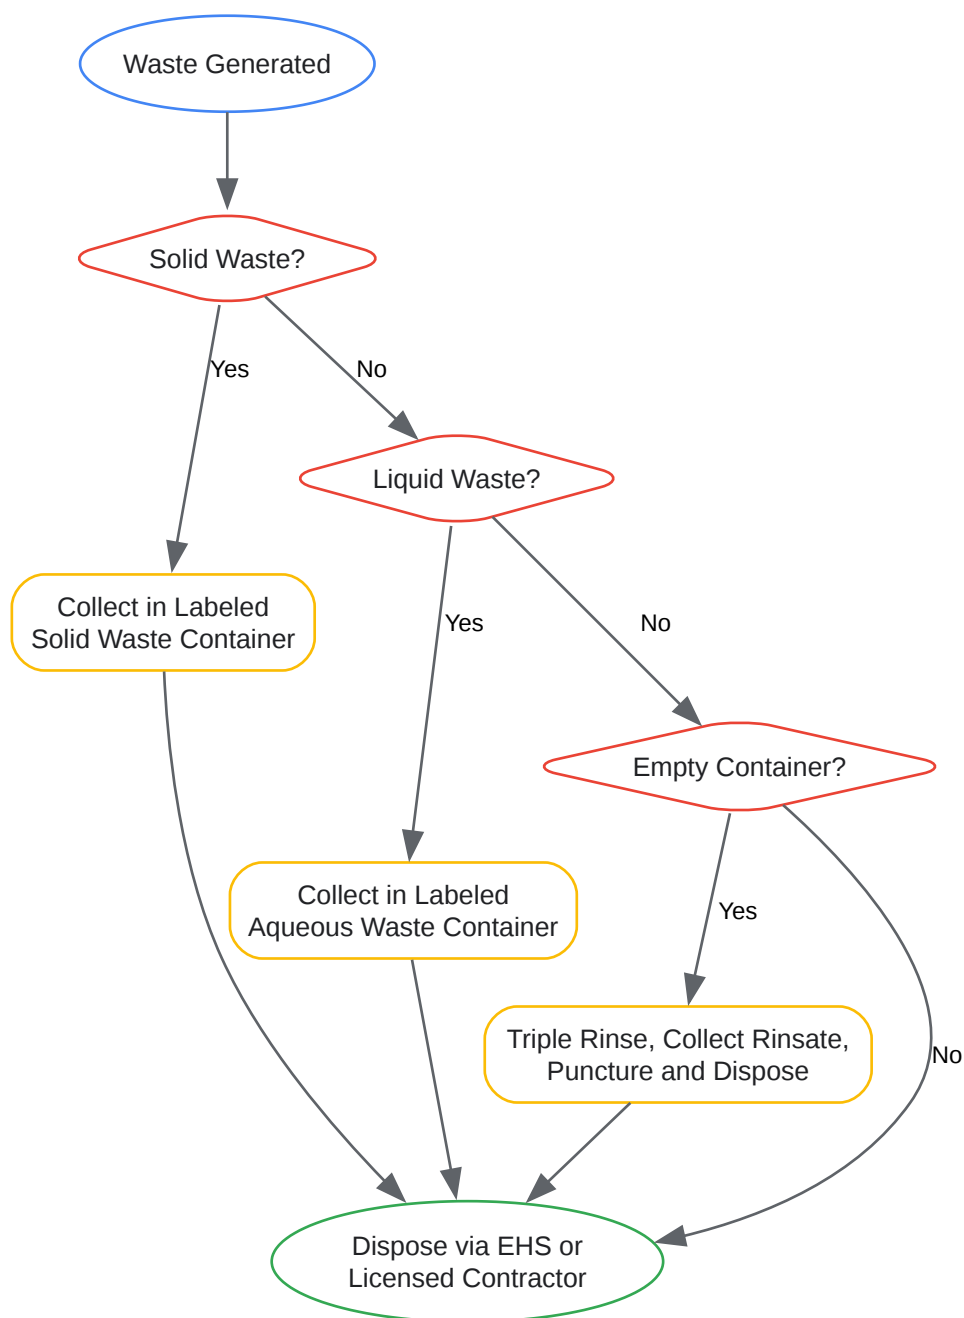 Waste Generated
Solid Waste?
Yes
No
Liquid Waste?
Collect in Labeled
Solid Waste Container
Yes
No
Empty Container?
Collect in Labeled
Aqueous Waste Container
Yes
Triple Rinse, Collect Rinsate,
Puncture and Dispose
No
Dispose via EHS or
Licensed Contractor